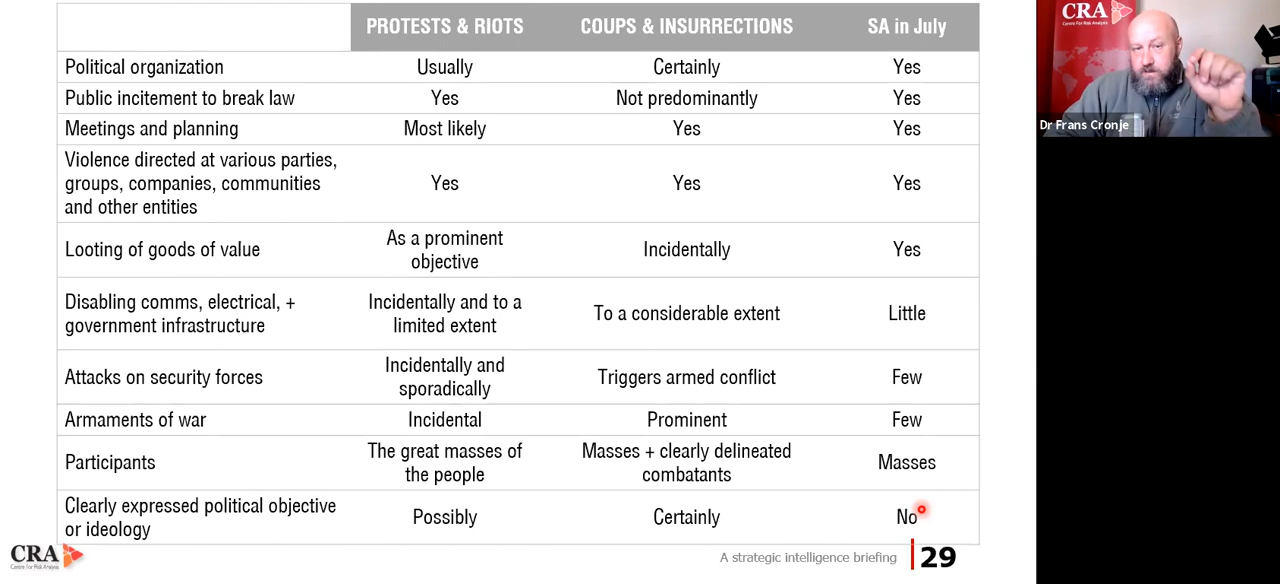 PROTESTS & RIOTS COUPS & INSURRECTIONS SA in July
Political organization Usually Certainly Yes
Public incitement to break law Yes Not predominantly Yes
Meetings and planning Most likely Yes Yes
Violence directed at various parties,
groups, companies, communities Yes Yes Yes
and other entities
Looting of goods of value As a prominent Incidentally Yes
objective
Disabling comms, electrical, + Incidentally and to a To a considerable extent Little
government infrastructure limited extent
Attacks on security forces Incidentally and Triggers armed conflict Few
sporadically
Armaments of war Incidental Prominent Few
Participants The great masses of Masses + clearly delineated Masses
the people combatants
Clearly expressed political objective Possibly Certainly No
or ideology
CRA
Centre For Risk Analysis
A strategic intelligence briefing 29
CRA
Centre For Risk Analysis
Dr Frans Cronje